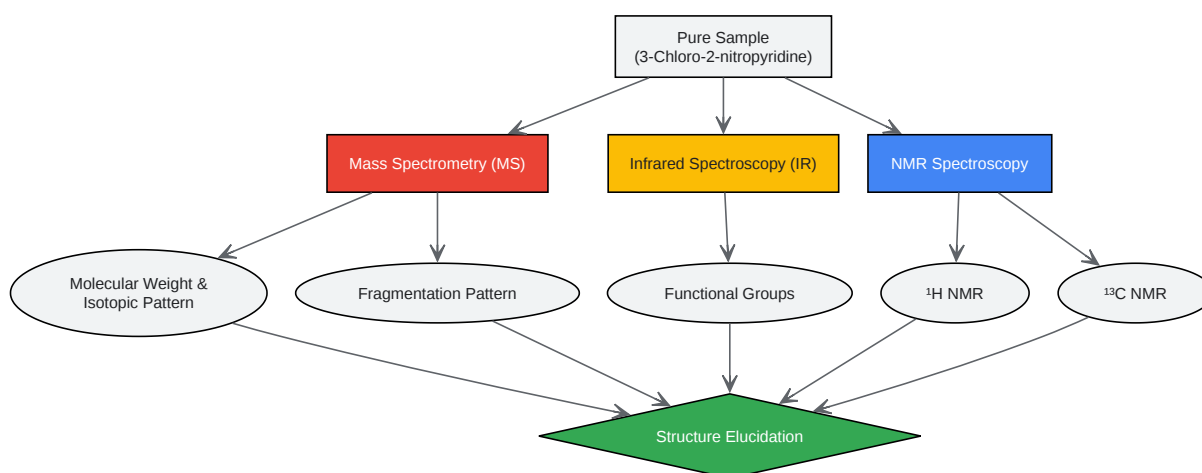 Pure Sample
(3-Chloro-2-nitropyridine)
Mass Spectrometry (MS)
Infrared Spectroscopy (IR)
NMR Spectroscopy
Molecular Weight &
Isotopic Pattern
Fragmentation Pattern
Functional Groups
¹H NMR
¹³C NMR
Structure Elucidation